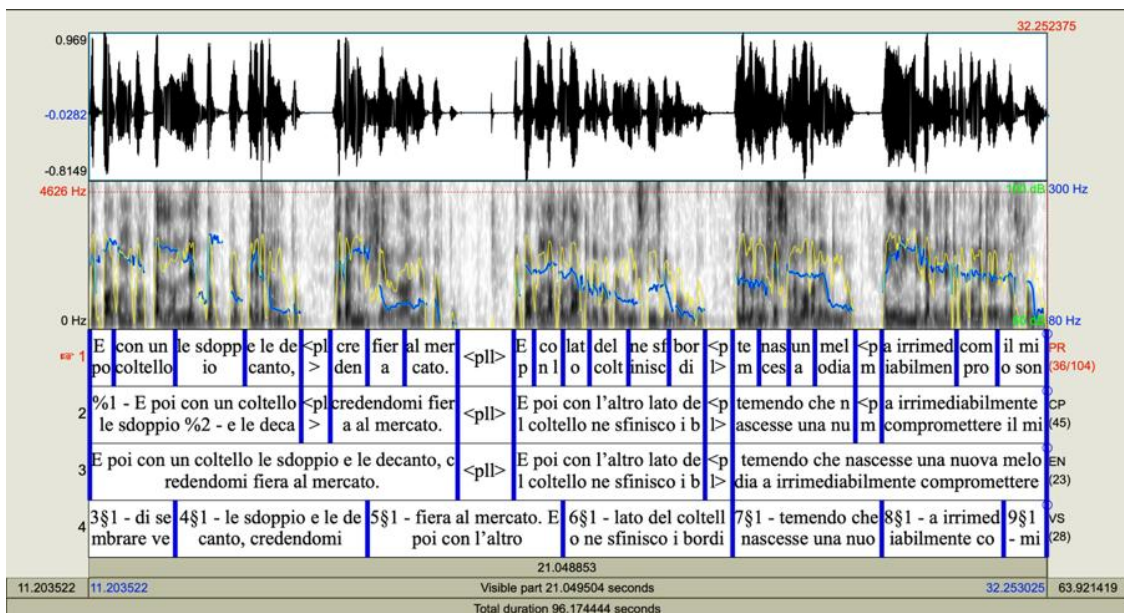 32.252375
0.969
-0.0282
-0.8149
4626 Hz
100 dB 300 Hz
0 Hz
80 Hz
1
E po
con un coltello
le sdopp io
e le de canto,
<pl >
cre den
fier a
al mer cato.
<pll>
E p
co n l
lat o
del colt
ne sf inisc
bor di
<p l>
te m
nas ces
un a
mel odia
<p m
a irrimed iabilmen
com pro
il mi o son
PR (36/104)
2
%1 - E poi con un coltello
le sdoppio %2 - e le deca
<pl >
credendomi fier
a al mercato.
<pll>
E poi con l’altro lato de
l coltello ne sfinisco i b
<p l>
temendo che n
ascesse una nu
<p m
a irrimediabilmente
compromettere il mi
CP (45)
3
E poi con un coltello le sdoppio e le decanto, c
redendomi fiera al mercato.
<pll>
E poi con l’altro lato de
l coltello ne sfinisco i b
<p l>
temendo che nascesse una nuova melo
dia a irrimediabilmente compromettere
EN (23)
4
3§1 - di se
mbrare ve
4§1 - le sdoppio e le de
canto, credendomi
5§1 - fiera al mercato. E
poi con l’altro
6§1 - lato del coltell
o ne sfinisco i bordi
7§1 - temendo che
nascesse una nuo
8§1 - a irrimed
iabilmente co
9§1
- mi
VS (28)
21.048853
11.203522
11.203522
Visible part 21.049504 seconds
32.253025
63.921419
Total duration 96.174444 seconds